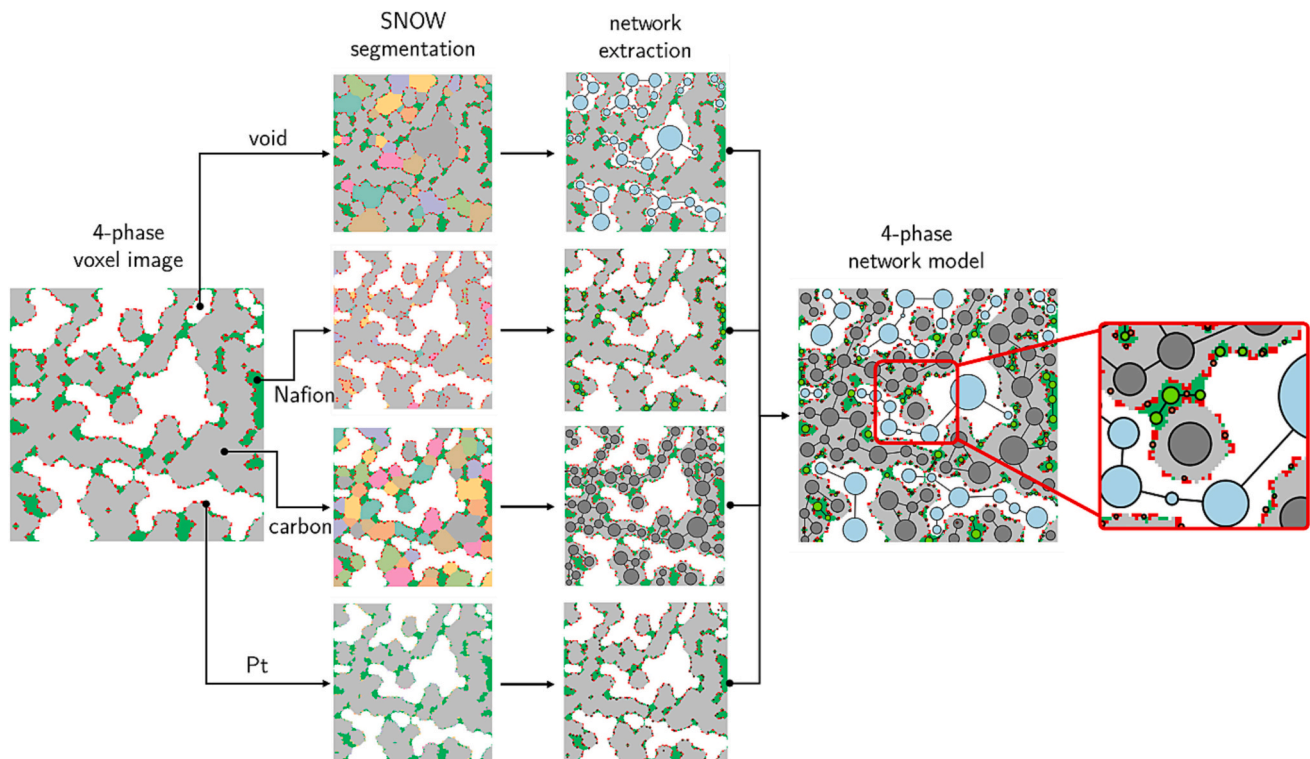 SNOW
segmentation
network
extraction
void
4-phase
voxel image
Nafion
carbon
Pt
4-phase
network model